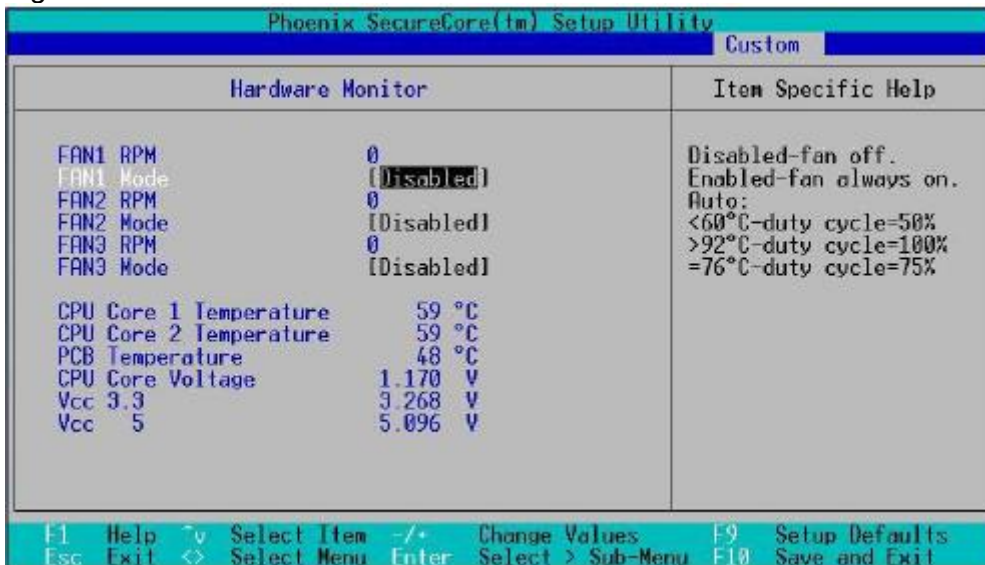 Phoenix SecureCore(tm) Setup Utility
Custom
Hardware Monitor
Item Specific Help
FAN1 RPM 0
FAN1 Mode [Disabled]
FAN2 RPM 0
FAN2 Mode [Disabled]
FAN3 RPM 0
FAN3 Mode [Disabled]
CPU Core 1 Temperature 59 °C
CPU Core 2 Temperature 59 °C
PCB Temperature 48 °C
CPU Core Voltage 1.170 V
Vcc 3.3 3.268 V
Vcc 5 5.096 V
Disabled-fan off.
Enabled-fan always on.
Auto:
<60°C-duty cycle=50%
>92°C-duty cycle=100%
=76°C-duty cycle=75%
F1 Help ^v Select Item -/+ Change Values F9 Setup Defaults
Esc Exit <> Select Menu Enter Select > Sub-Menu F10 Save and Exit